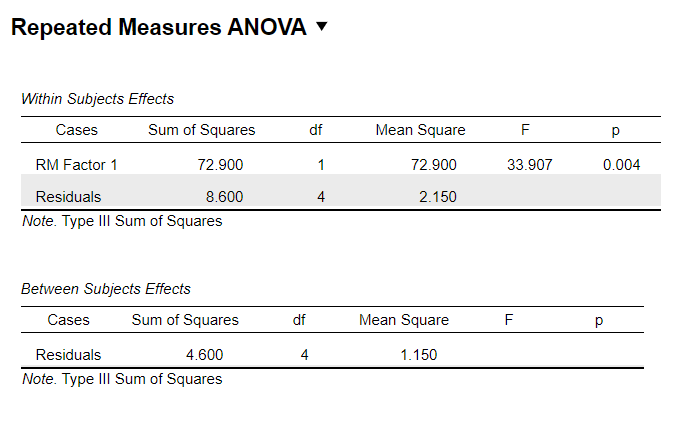 Repeated Measures ANOVA ▼
Within Subjects Effects
Cases Sum of Squares df Mean Square F p
RM Factor 1 72.900 1 72.900 33.907 0.004
Residuals 8.600 4 2.150
Note. Type III Sum of Squares
Between Subjects Effects
Cases Sum of Squares df Mean Square F p
Residuals 4.600 4 1.150
Note. Type III Sum of Squares